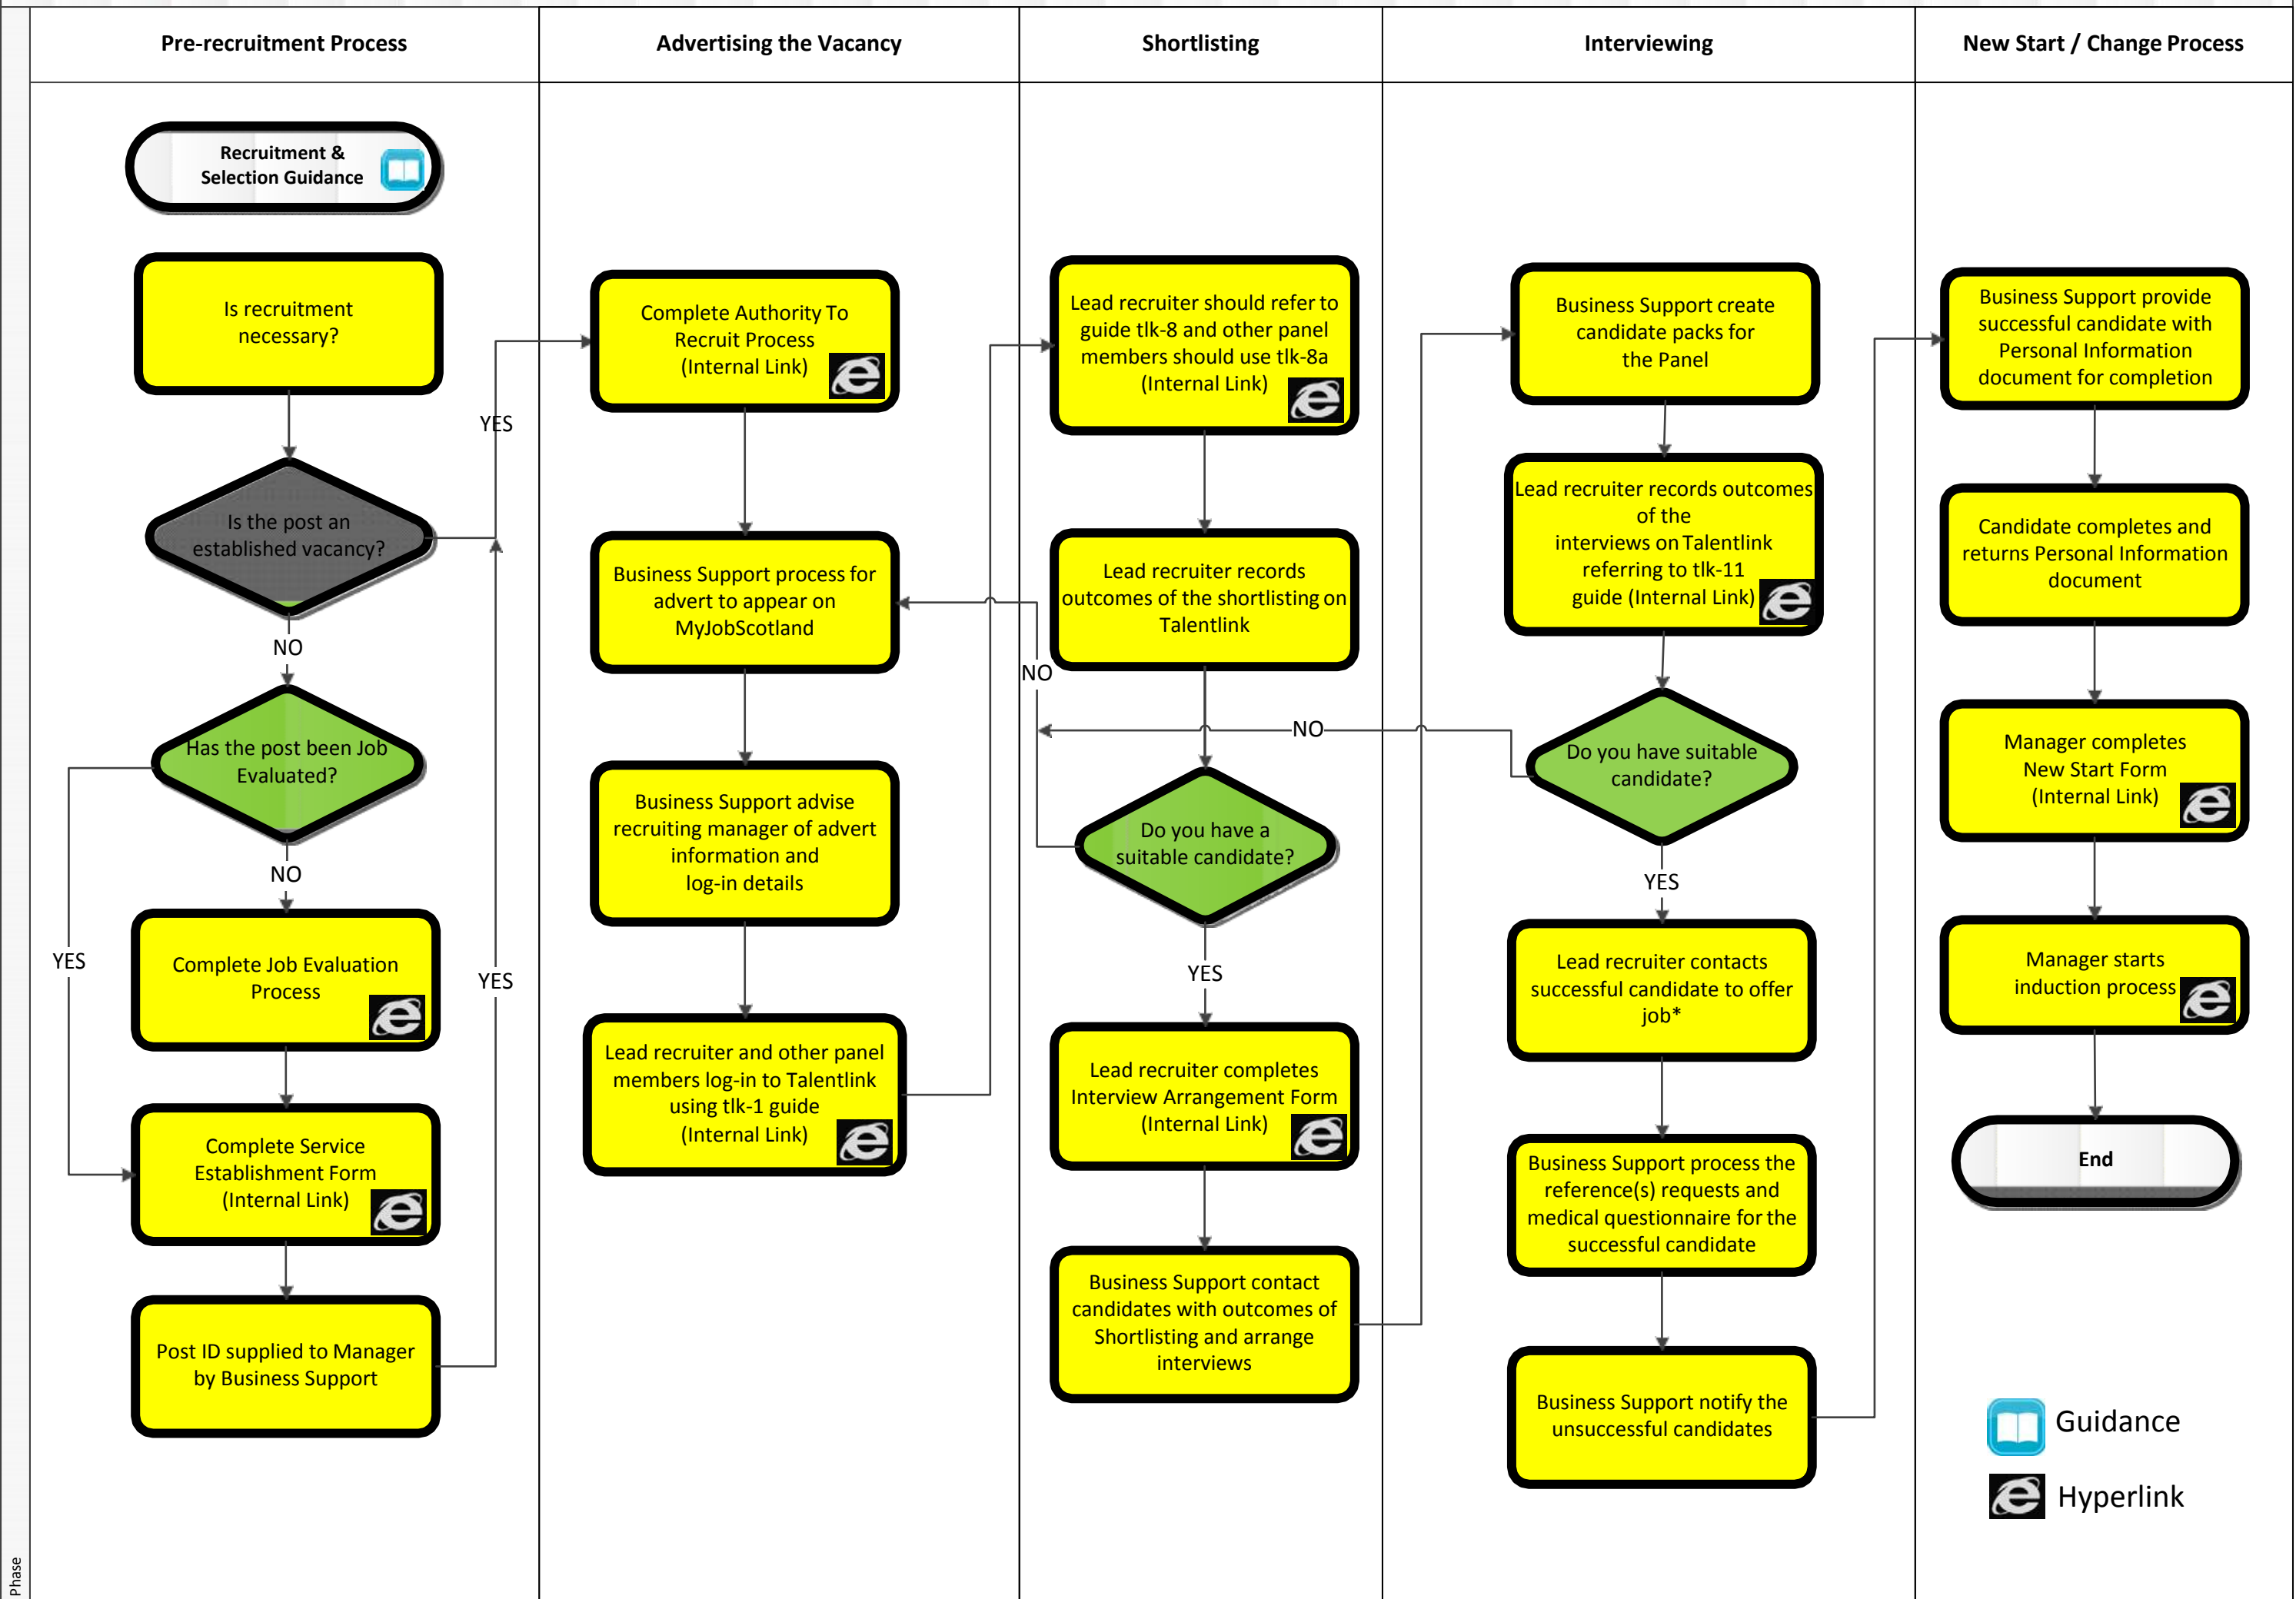 Pre-recruitment Process
Advertising the Vacancy
Shortlisting
Interviewing
New Start / Change Process
Recruitment &
Selection Guidance
Is recruitment
necessary?
YES
Is the post an
established vacancy?
NO
Has the post been Job
Evaluated?
NO
YES
Complete Job Evaluation
Process
YES
Complete Service
Establishment Form
(Internal Link)
Post ID supplied to Manager
by Business Support
Complete Authority To
Recruit Process
(Internal Link)
Business Support process for
advert to appear on
MyJobScotland
Business Support advise
recruiting manager of advert
information and
log-in details
Lead recruiter and other panel
members log-in to Talentlink
using tlk-1 guide
(Internal Link)
Lead recruiter should refer to
guide tlk-8 and other panel
members should use tlk-8a
(Internal Link)
Lead recruiter records
outcomes of the shortlisting on
Talentlink
NO
NO
Do you have a
suitable candidate?
YES
Lead recruiter completes
Interview Arrangement Form
(Internal Link)
Business Support contact
candidates with outcomes of
Shortlisting and arrange
interviews
Business Support create
candidate packs for
the Panel
Lead recruiter records outcomes
of the
interviews on Talentlink
referring to tlk-11
guide (Internal Link)
Do you have suitable
candidate?
YES
Lead recruiter contacts
successful candidate to offer
job*
Business Support process the
reference(s) requests and
medical questionnaire for the
successful candidate
Business Support notify the
unsuccessful candidates
Business Support provide
successful candidate with
Personal Information
document for completion
Candidate completes and
returns Personal Information
document
Manager completes
New Start Form
(Internal Link)
Manager starts
induction process
End
Guidance
Hyperlink
Phase